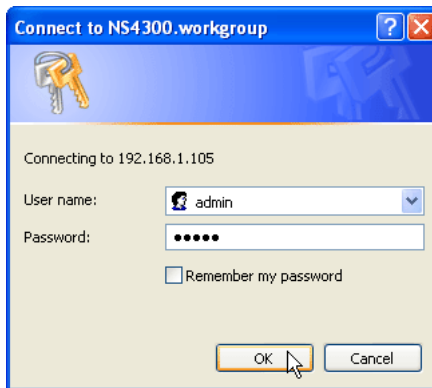 Connect to NS4300.workgroup
Connecting to 192.168.1.105
User name: admin
Password: •••••
Remember my password
OK Cancel